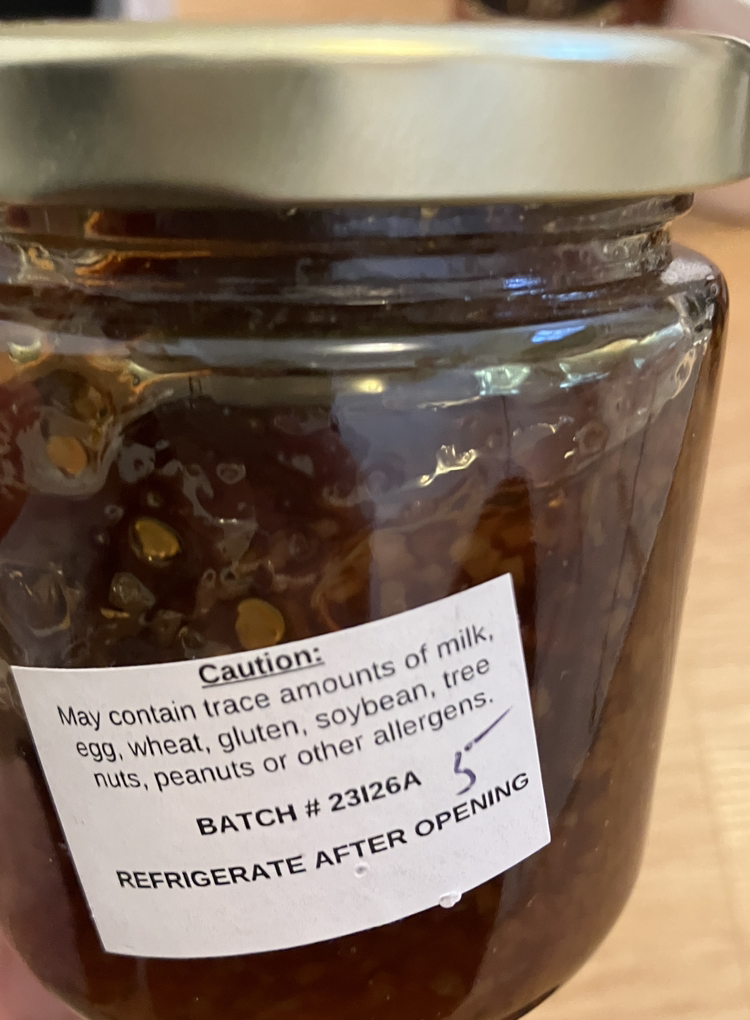 Caution:
May contain trace amounts of milk,
egg, wheat, gluten, soybean, tree
nuts, peanuts or other allergens.
BATCH # 23I26A 5
REFRIGERATE AFTER OPENING